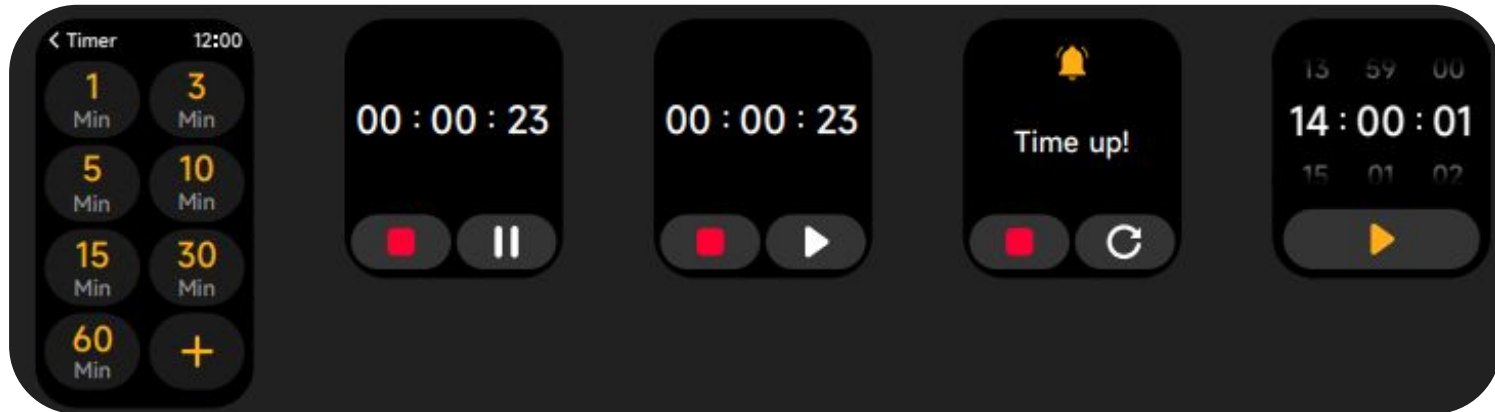 < Timer 12:00
1 3
Min Min
5 10
Min Min
15 30
Min Min
60 +
Min
00 : 00 : 23
00 : 00 : 23
Time up!
13 59 00
14 : 00 : 01
15 01 02